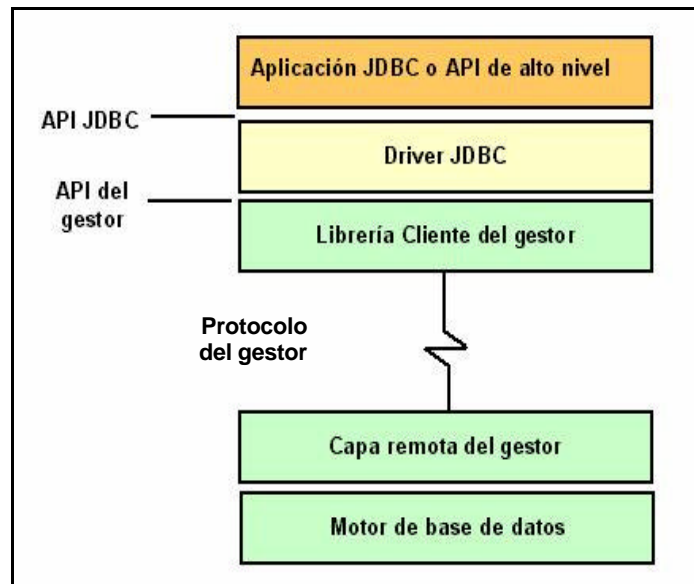 Aplicación JDBC o API de alto nivel
API JDBC
Driver JDBC
API del
gestor
Librería Cliente del gestor
Protocolo
del gestor
Capa remota del gestor
Motor de base de datos